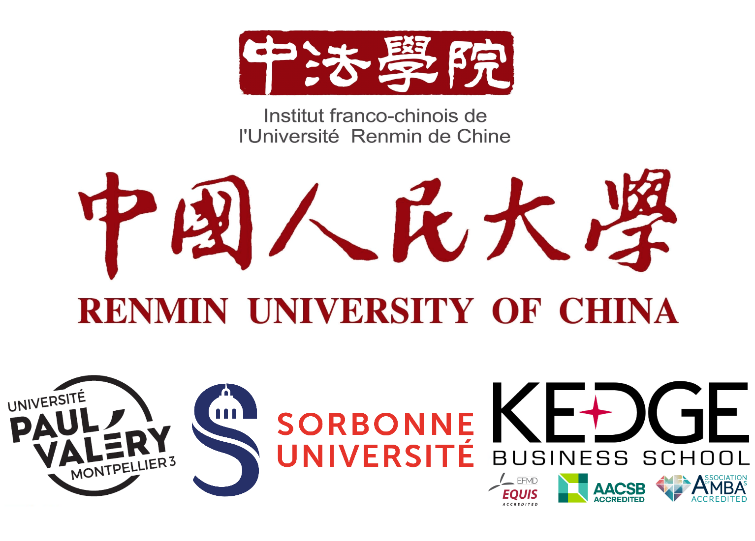 中法學院
Institut franco-chinois de
l'Université Renmin de Chine
中國人民大學
RENMIN UNIVERSITY OF CHINA
UNIVERSITÉ
PAUL
VALÉRY
MONTPELLIER 3
SORBONNE
UNIVERSITÉ
KEDGE
BUSINESS SCHOOL
EFMD
EQUIS
ACCREDITED
AACSB
ACCREDITED
ASSOCIATION
AMBA
ACCREDITED